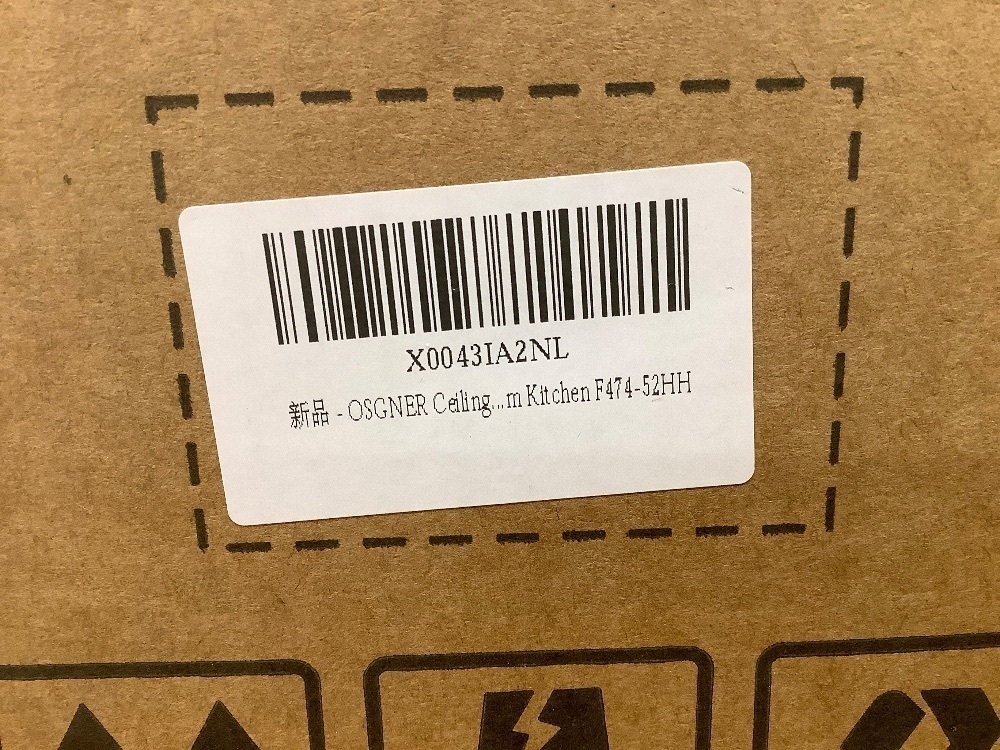 X0043IA2NL
新品 - OSGNER Ceiling...m Kitchen F474-52HH